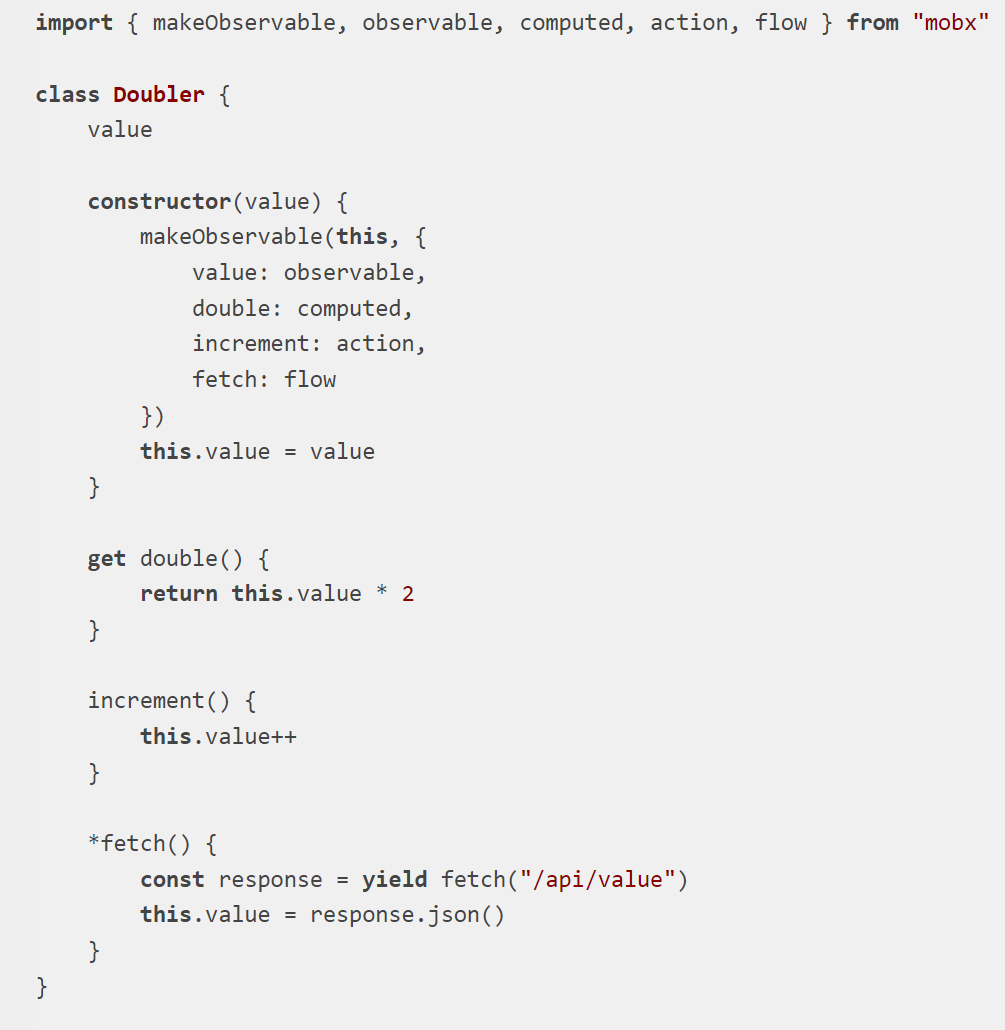 import { makeObservable, observable, computed, action, flow } from "mobx"
class Doubler {
value
constructor(value) {
makeObservable(this, {
value: observable,
double: computed,
increment: action,
fetch: flow
})
this.value = value
}
get double() {
return this.value * 2
}
increment() {
this.value++
}
*fetch() {
const response = yield fetch("/api/value")
this.value = response.json()
}
}